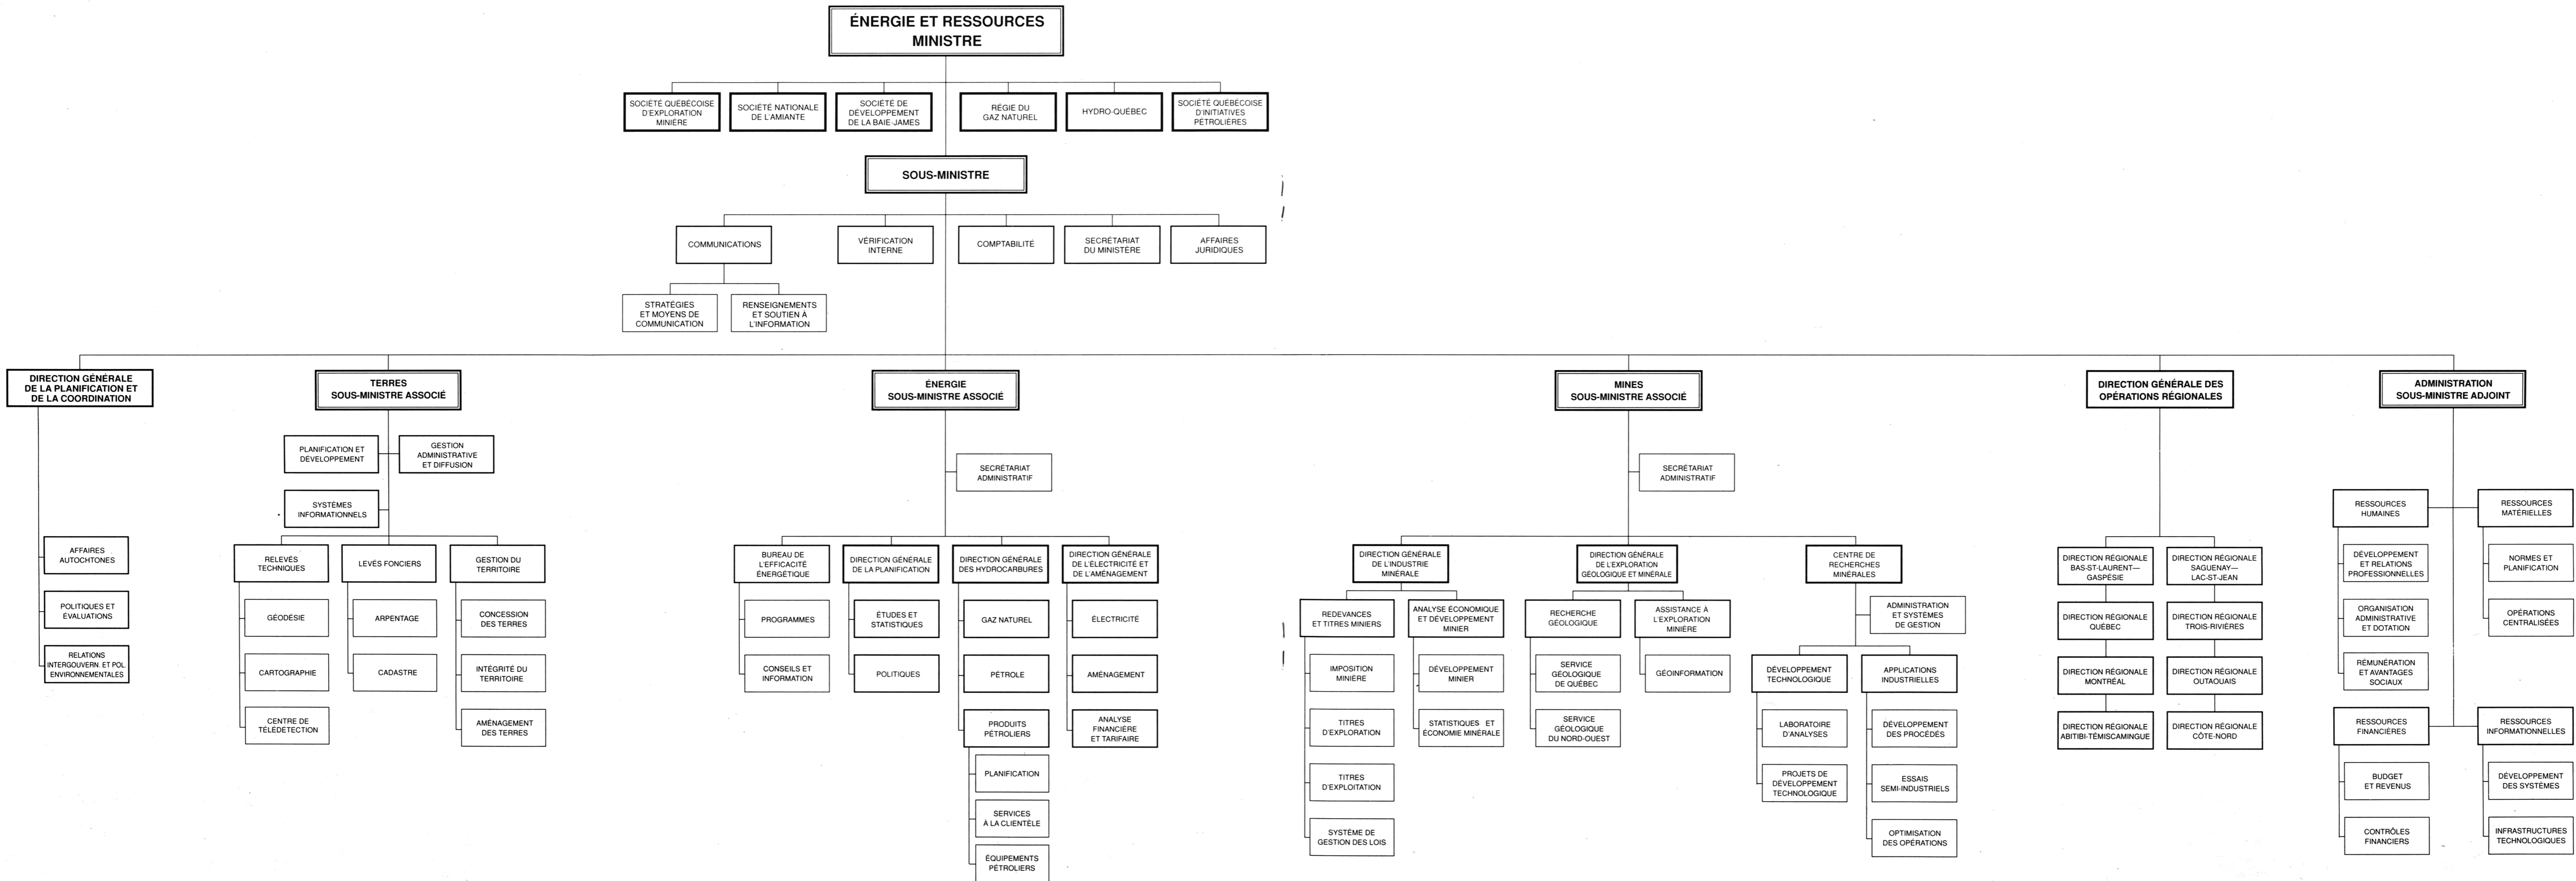 ÉNERGIE ET RESSOURCES
MINISTRE
SOCIÉTÉ QUÉBÉCOISE
D'EXPLORATION
MINIÈRE
SOCIÉTÉ NATIONALE
DE L'AMIANTE
SOCIÉTÉ DE
DÉVELOPPEMENT
DE LA BAIE-JAMES
RÉGIE DU
GAZ NATUREL
HYDRO-QUÉBEC
SOCIÉTÉ QUÉBÉCOISE
D'INITIATIVES
PÉTROLIÈRES
SOUS-MINISTRE
COMMUNICATIONS
VÉRIFICATION
INTERNE
COMPTABILITÉ
SECRÉTARIAT
DU MINISTÈRE
AFFAIRES
JURIDIQUES
STRATÉGIES
ET MOYENS DE
COMMUNICATION
RENSEIGNEMENTS
ET SOUTIEN À
L'INFORMATION
DIRECTION GÉNÉRALE
DE LA PLANIFICATION ET
DE LA COORDINATION
AFFAIRES
AUTOCHTONES
POLITIQUES ET
ÉVALUATIONS
RELATIONS
INTERGOUVERN. ET POL.
ENVIRONNEMENTALES
TERRES
SOUS-MINISTRE ASSOCIÉ
PLANIFICATION ET
DÉVELOPPEMENT
GESTION
ADMINISTRATIVE
ET DIFFUSION
SYSTÈMES
INFORMATIONNELS
RELEVÉS
TECHNIQUES
GÉODÉSIE
CARTOGRAPHIE
CENTRE DE
TÉLÉDÉTECTION
LEVÉS FONCIERS
ARPENTAGE
CADASTRE
GESTION DU
TERRITOIRE
CONCESSION
DES TERRES
INTÉGRITÉ DU
TERRITOIRE
AMÉNAGEMENT
DES TERRES
ÉNERGIE
SOUS-MINISTRE ASSOCIÉ
SECRÉTARIAT
ADMINISTRATIF
BUREAU DE
L'EFFICACITÉ
ÉNERGÉTIQUE
PROGRAMMES
CONSEILS ET
INFORMATION
DIRECTION GÉNÉRALE
DE LA PLANIFICATION
ÉTUDES ET
STATISTIQUES
POLITIQUES
DIRECTION GÉNÉRALE
DES HYDROCARBURES
GAZ NATUREL
PÉTROLE
PRODUITS
PÉTROLIERS
PLANIFICATION
SERVICES
À LA CLIENTÈLE
ÉQUIPEMENTS
PÉTROLIERS
DIRECTION GÉNÉRALE
DE L'ÉLECTRICITÉ ET
DE L'AMÉNAGEMENT
ÉLECTRICITÉ
AMÉNAGEMENT
ANALYSE
FINANCIÈRE
ET TARIFAIRE
MINES
SOUS-MINISTRE ASSOCIÉ
SECRÉTARIAT
ADMINISTRATIF
DIRECTION GÉNÉRALE
DE L'INDUSTRIE
MINÉRALE
REDEVANCES
ET TITRES MINIERS
IMPOSITION
MINIÈRE
TITRES
D'EXPLORATION
TITRES
D'EXPLOITATION
SYSTÈME DE
GESTION DES LOIS
ANALYSE ÉCONOMIQUE
ET DÉVELOPPEMENT
MINIER
DÉVELOPPEMENT
MINIER
STATISTIQUES ET
ÉCONOMIE MINÉRALE
DIRECTION GÉNÉRALE
DE L'EXPLORATION
GÉOLOGIQUE ET MINÉRALE
RECHERCHE
GÉOLOGIQUE
SERVICE
GÉOLOGIQUE
DE QUÉBEC
SERVICE
GÉOLOGIQUE
DU NORD-OUEST
ASSISTANCE À
L'EXPLORATION
MINIÈRE
GÉOINFORMATION
CENTRE DE
RECHERCHES
MINÉRALES
ADMINISTRATION
ET SYSTÈMES
DE GESTION
DÉVELOPPEMENT
TECHNOLOGIQUE
LABORATOIRE
D'ANALYSES
PROJETS DE
DÉVELOPPEMENT
TECHNOLOGIQUE
APPLICATIONS
INDUSTRIELLES
DÉVELOPPEMENT
DES PROCÉDÉS
ESSAIS
SEMI-INDUSTRIELS
OPTIMISATION
DES OPÉRATIONS
DIRECTION GÉNÉRALE DES
OPÉRATIONS RÉGIONALES
DIRECTION RÉGIONALE
BAS-ST-LAURENT—
GASPÉSIE
DIRECTION RÉGIONALE
SAGUENAY—
LAC-ST-JEAN
DIRECTION RÉGIONALE
QUÉBEC
DIRECTION RÉGIONALE
TROIS-RIVIÈRES
DIRECTION RÉGIONALE
MONTRÉAL
DIRECTION RÉGIONALE
OUTAOUAIS
DIRECTION RÉGIONALE
ABITIBI-TÉMISCAMINGUE
DIRECTION RÉGIONALE
CÔTE-NORD
ADMINISTRATION
SOUS-MINISTRE ADJOINT
RESSOURCES
HUMAINES
DÉVELOPPEMENT
ET RELATIONS
PROFESSIONNELLES
ORGANISATION
ADMINISTRATIVE
ET DOTATION
RÉMUNÉRATION
ET AVANTAGES
SOCIAUX
RESSOURCES
MATÉRIELLES
NORMES ET
PLANIFICATION
OPÉRATIONS
CENTRALISÉES
RESSOURCES
FINANCIÈRES
BUDGET
ET REVENUS
CONTRÔLES
FINANCIERS
RESSOURCES
INFORMATIONNELLES
DÉVELOPPEMENT
DES SYSTÈMES
INFRASTRUCTURES
TECHNOLOGIQUES